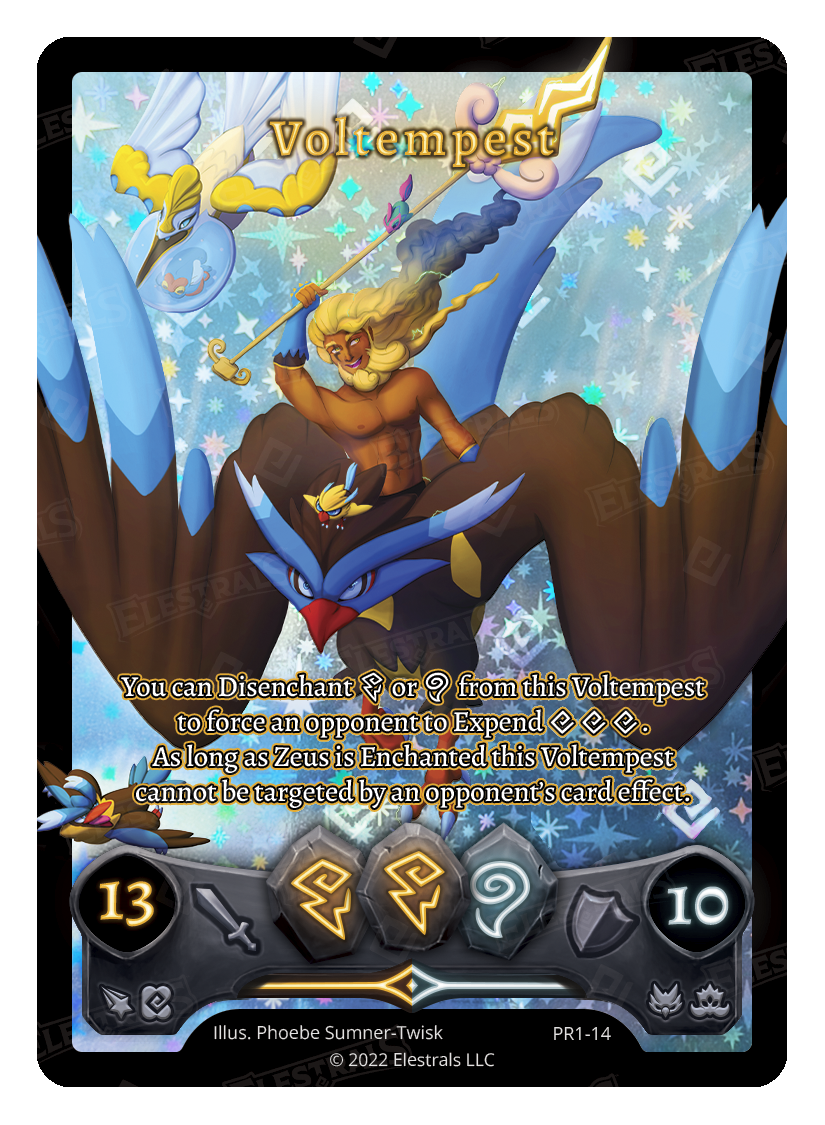 Voltempest
You can Disenchant or from this Voltempest
to force an opponent to Expend .
As long as Zeus is Enchanted this Voltempest
cannot be targeted by an opponent's card effect.
13
10
Illus. Phoebe Sumner-Twisk
PR1-14
© 2022 Elestrals LLC
ELESTRALS